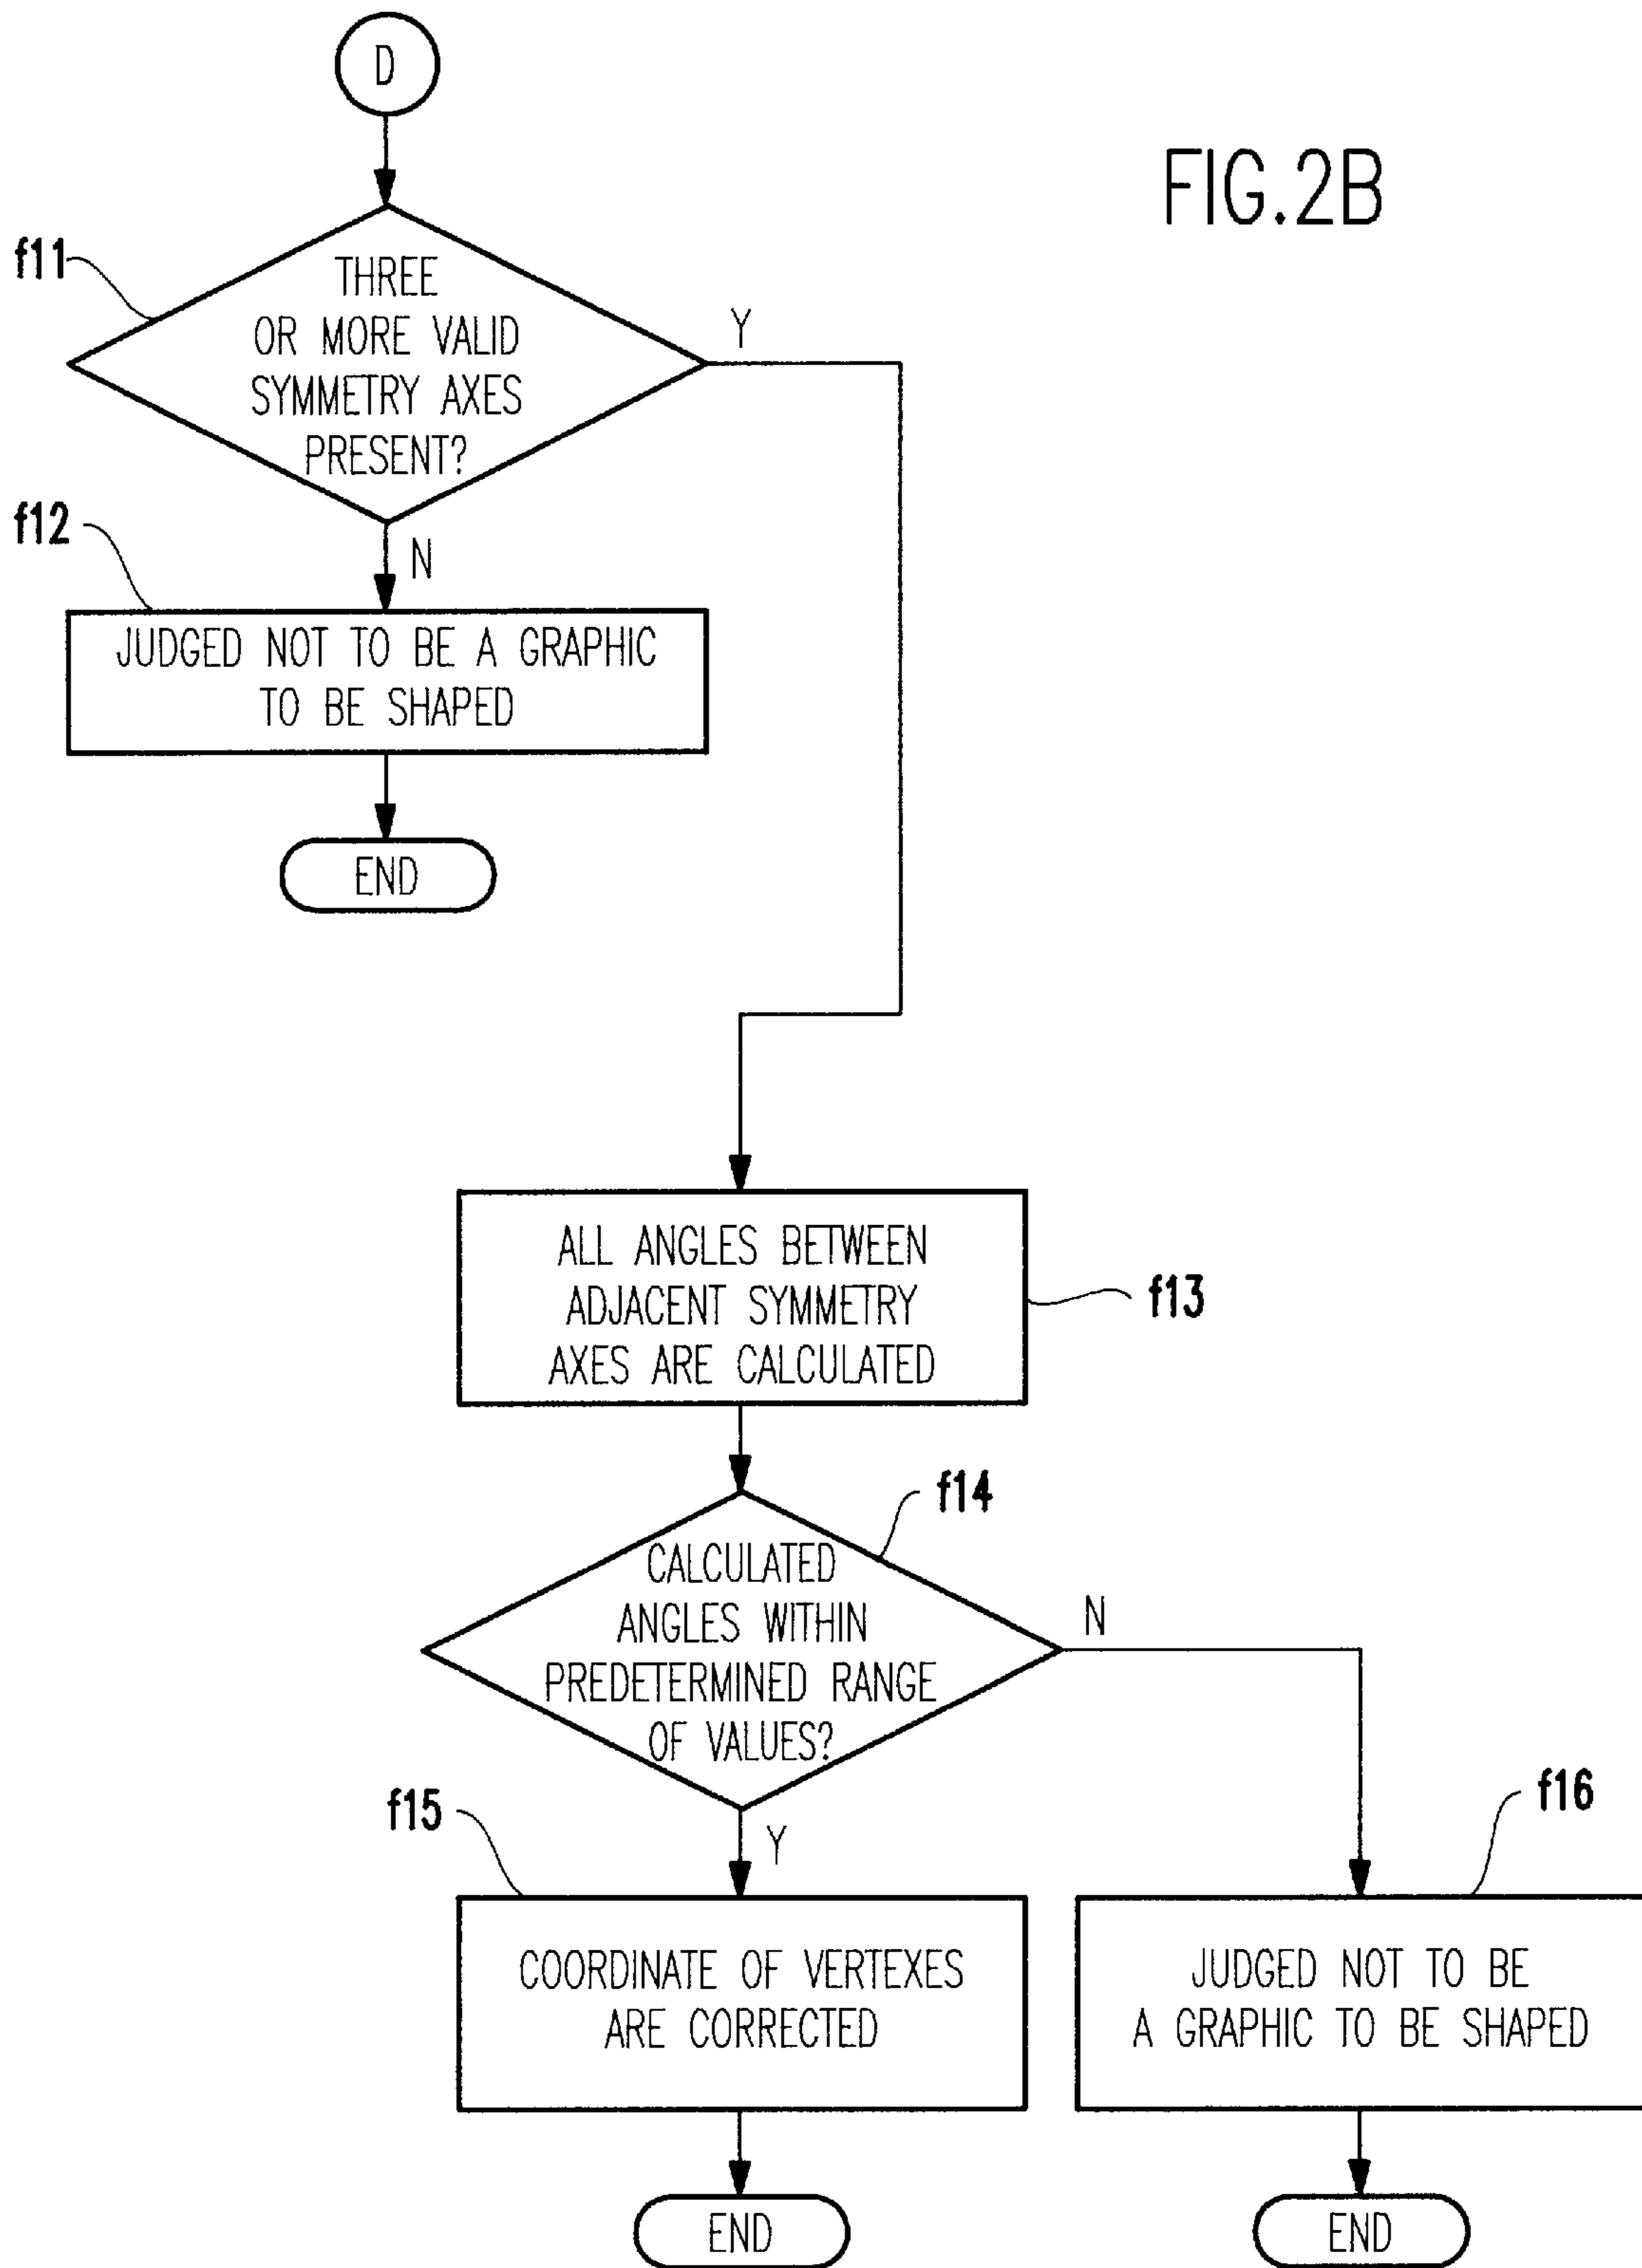 D
FIG.2B
f11
THREE
OR MORE VALID
SYMMETRY AXES
PRESENT?
Y
f12
N
JUDGED NOT TO BE A GRAPHIC
TO BE SHAPED
END
ALL ANGLES BETWEEN
ADJACENT SYMMETRY
AXES ARE CALCULATED
f13
f14
CALCULATED
ANGLES WITHIN
PREDETERMINED RANGE
OF VALUES?
N
f15
Y
f16
COORDINATE OF VERTEXES
ARE CORRECTED
JUDGED NOT TO BE
A GRAPHIC TO BE SHAPED
END
END